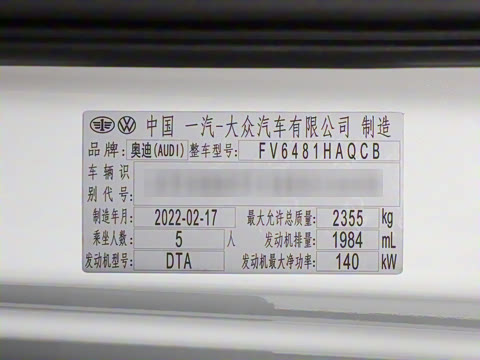 中国 一汽-大众汽车有限公司 制造
品牌: 奥迪(AUDI) 整车型号: FV6481HAQCB
车辆识
别代号:
制造年月: 2022-02-17 最大允许总质量: 2355 kg
乘坐人数: 5 人 发动机排量: 1984 mL
发动机型号: DTA 发动机最大净功率: 140 kW